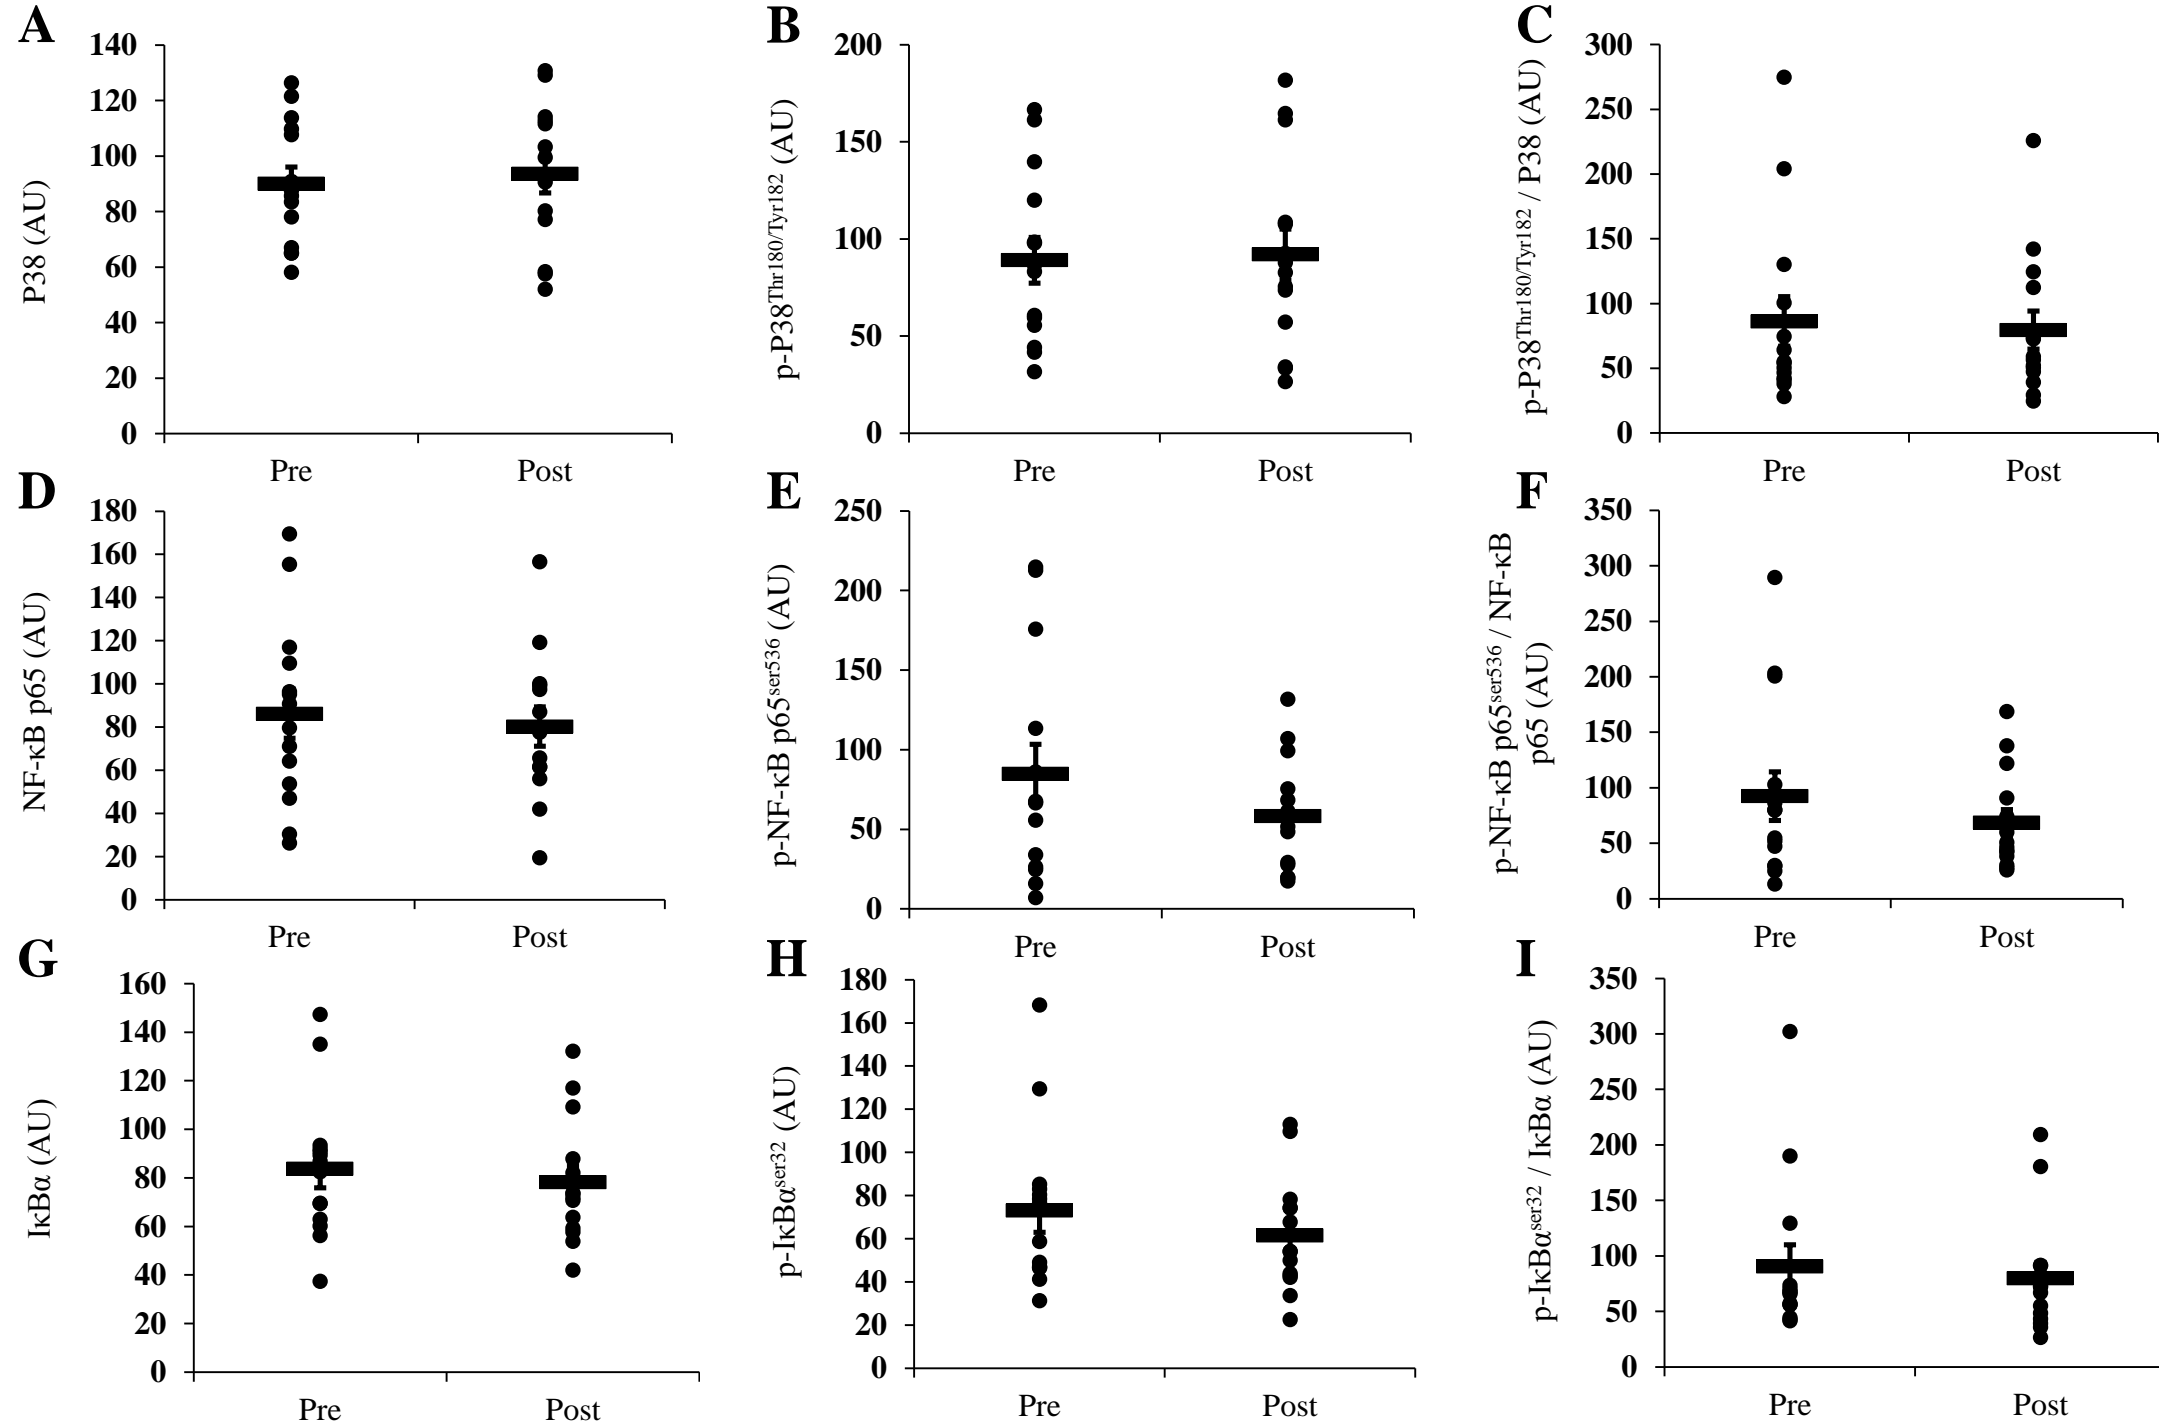 A
P38 (AU)
140
120
100
80
60
40
20
0
Pre Post
B
p-P38Thr180/Tyr182 (AU)
200
150
100
50
0
Pre Post
C
p-P38Thr180/Tyr182 / P38 (AU)
300
250
200
150
100
50
0
Pre Post
D
NF-κB p65 (AU)
180
160
140
120
100
80
60
40
20
0
Pre Post
E
p-NF-κB p65ser536 (AU)
250
200
150
100
50
0
Pre Post
F
p-NF-κB p65ser536 / NF-κB
p65 (AU)
350
300
250
200
150
100
50
0
Pre Post
G
IκBα (AU)
160
140
120
100
80
60
40
20
0
Pre Post
H
p-IκBαser32 (AU)
180
160
140
120
100
80
60
40
20
0
Pre Post
I
p-IκBαser32 / IκBα (AU)
350
300
250
200
150
100
50
0
Pre Post